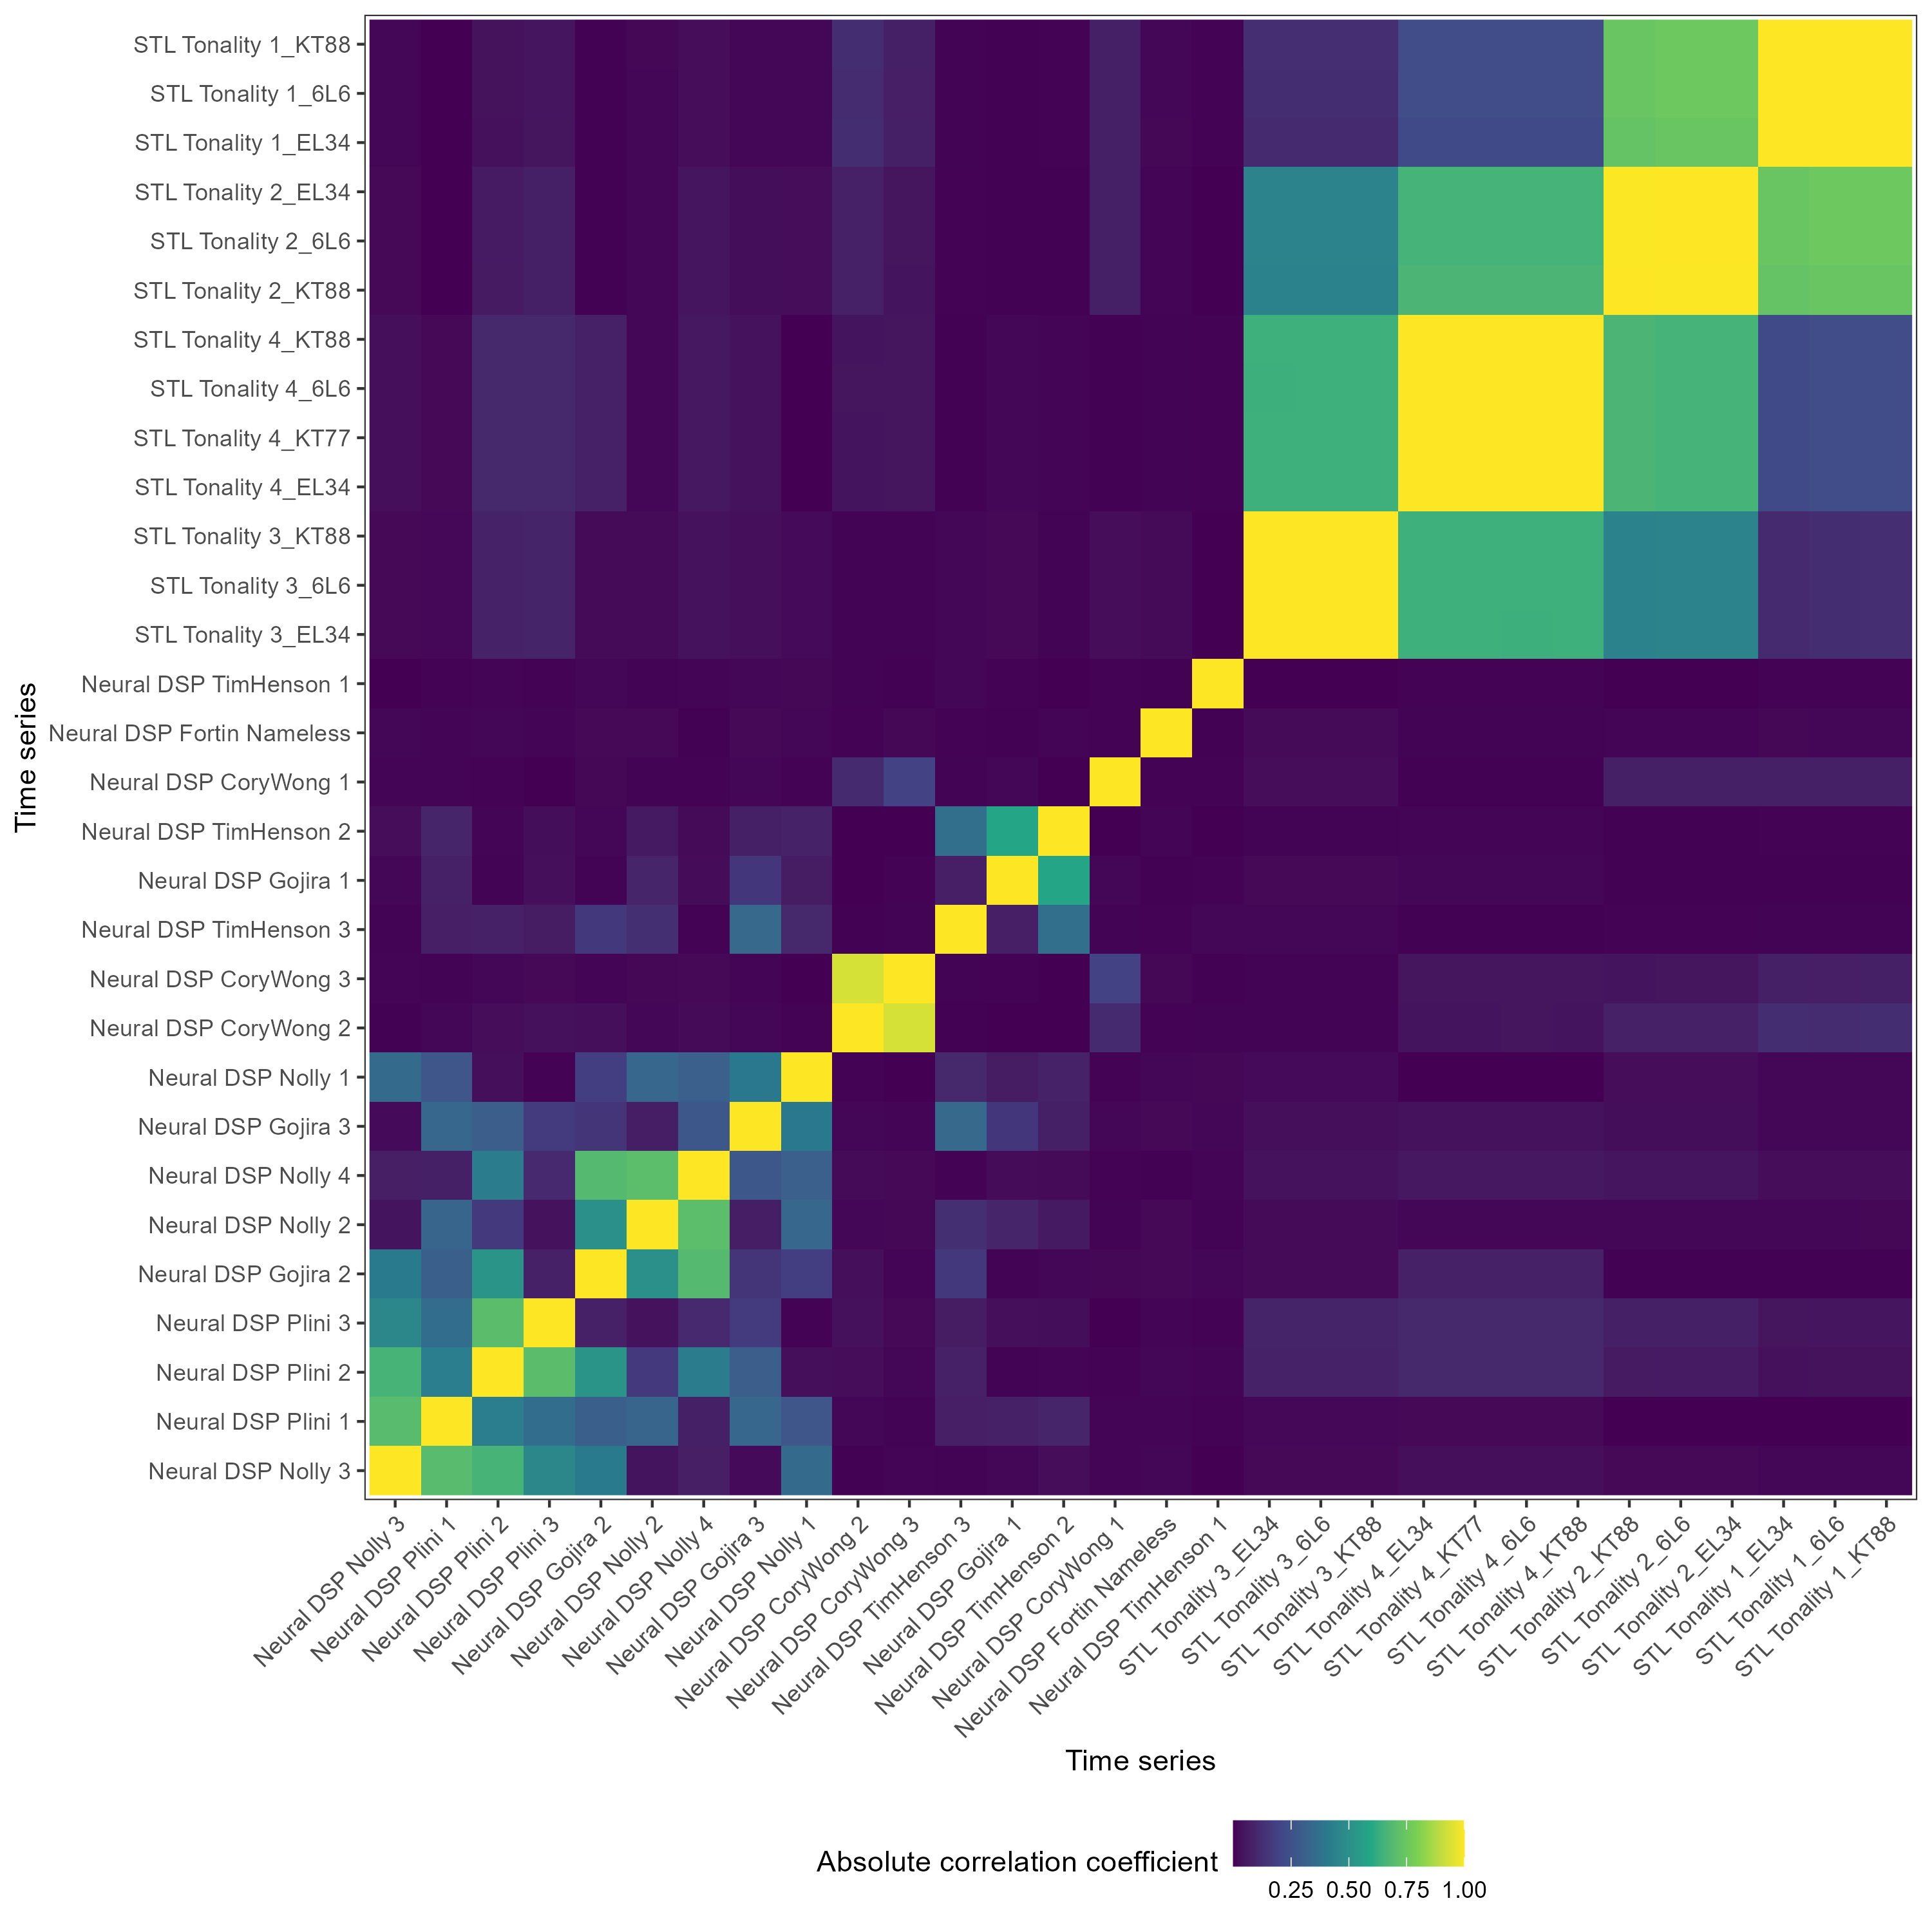 STL Tonality 1_KT88
STL Tonality 1_6L6
STL Tonality 1_EL34
STL Tonality 2_EL34
STL Tonality 2_6L6
STL Tonality 2_KT88
STL Tonality 4_KT88
STL Tonality 4_6L6
STL Tonality 4_KT77
STL Tonality 4_EL34
STL Tonality 3_KT88
STL Tonality 3_6L6
STL Tonality 3_EL34
Neural DSP TimHenson 1
Neural DSP Fortin Nameless
Neural DSP CoryWong 1
Neural DSP TimHenson 2
Neural DSP Gojira 1
Neural DSP TimHenson 3
Neural DSP CoryWong 3
Neural DSP CoryWong 2
Neural DSP Nolly 1
Neural DSP Gojira 3
Neural DSP Nolly 4
Neural DSP Nolly 2
Neural DSP Gojira 2
Neural DSP Plini 3
Neural DSP Plini 2
Neural DSP Plini 1
Neural DSP Nolly 3
Time series
Neural DSP Nolly 3
Neural DSP Plini 1
Neural DSP Plini 2
Neural DSP Plini 3
Neural DSP Gojira 2
Neural DSP Nolly 2
Neural DSP Nolly 4
Neural DSP Gojira 3
Neural DSP Nolly 1
Neural DSP CoryWong 2
Neural DSP CoryWong 3
Neural DSP TimHenson 3
Neural DSP Gojira 1
Neural DSP TimHenson 2
Neural DSP CoryWong 1
Neural DSP Fortin Nameless
Neural DSP TimHenson 1
STL Tonality 3_EL34
STL Tonality 3_6L6
STL Tonality 3_KT88
STL Tonality 4_EL34
STL Tonality 4_KT77
STL Tonality 4_6L6
STL Tonality 4_KT88
STL Tonality 2_KT88
STL Tonality 2_6L6
STL Tonality 2_EL34
STL Tonality 1_EL34
STL Tonality 1_6L6
STL Tonality 1_KT88
Time series
Absolute correlation coefficient
0.25 0.50 0.75 1.00